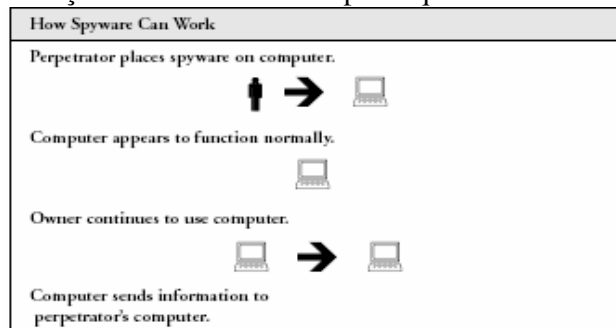 How Spyware Can Work
Perpetrator places spyware on computer.
Computer appears to function normally.
Owner continues to use computer.
Computer sends information to
perpetrator's computer.